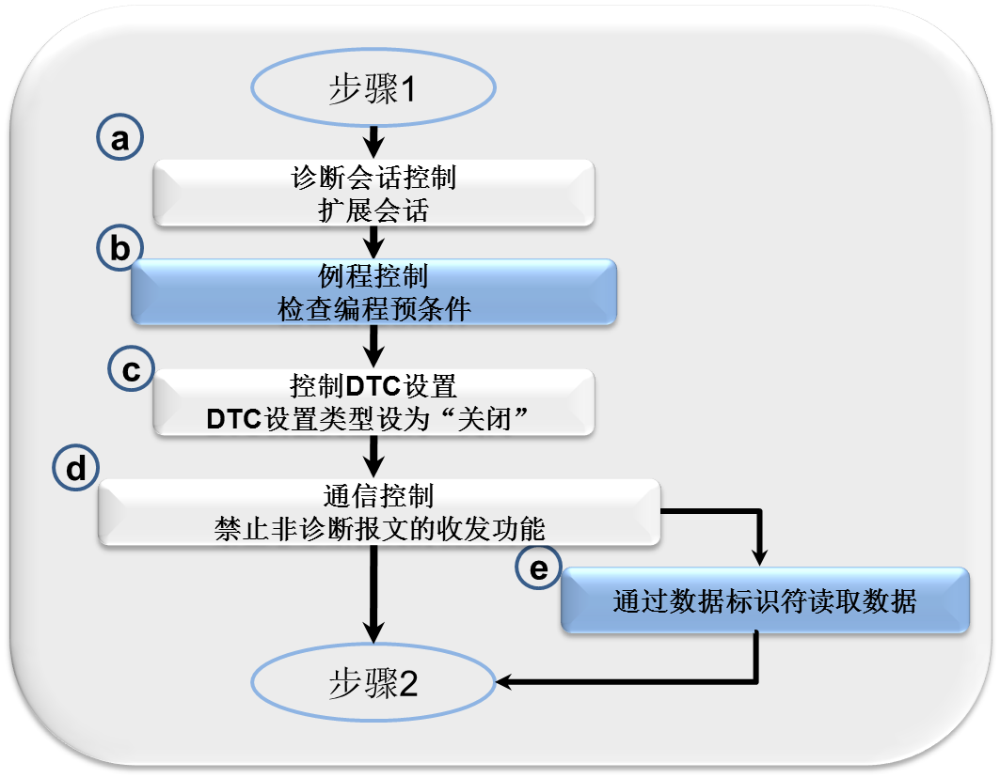 步骤1
a
诊断会话控制
扩展会话
b
例程控制
检查编程预条件
c
控制DTC设置
DTC设置类型设为“关闭”
d
通信控制
禁止非诊断报文的收发功能
e
通过数据标识符读取数据
步骤2